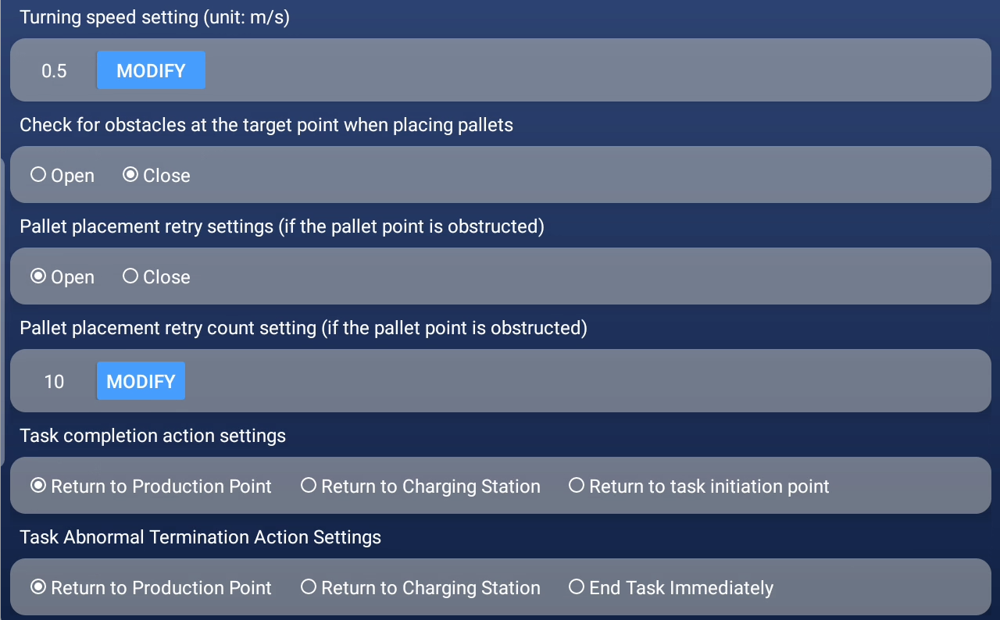 Turning speed setting (unit: m/s)
0.5 MODIFY
Check for obstacles at the target point when placing pallets
Open Close
Pallet placement retry settings (if the pallet point is obstructed)
Open Close
Pallet placement retry count setting (if the pallet point is obstructed)
10 MODIFY
Task completion action settings
Return to Production Point Return to Charging Station Return to task initiation point
Task Abnormal Termination Action Settings
Return to Production Point Return to Charging Station End Task Immediately